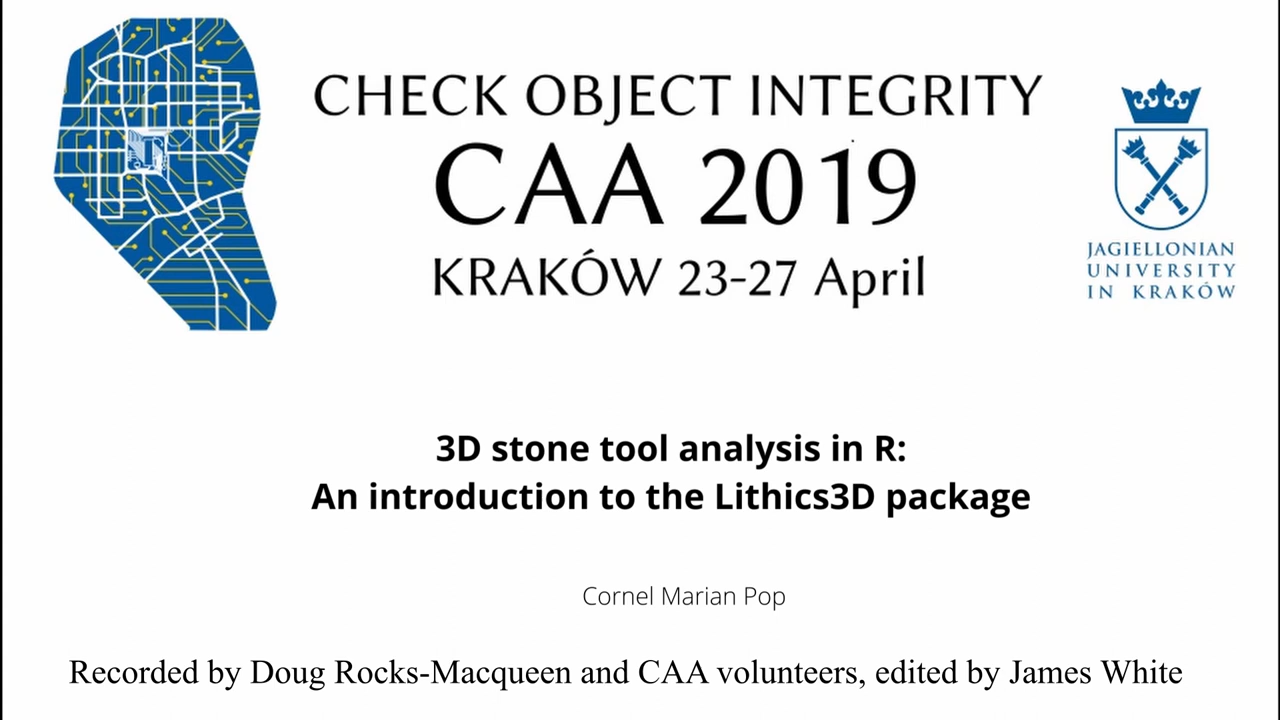 CHECK OBJECT INTEGRITY
CAA 2019
KRAKÓW 23-27 April
JAGIELLONIAN
UNIVERSITY
IN KRAKÓW
3D stone tool analysis in R:
An introduction to the Lithics3D package
Cornel Marian Pop
Recorded by Doug Rocks-Macqueen and CAA volunteers, edited by James White